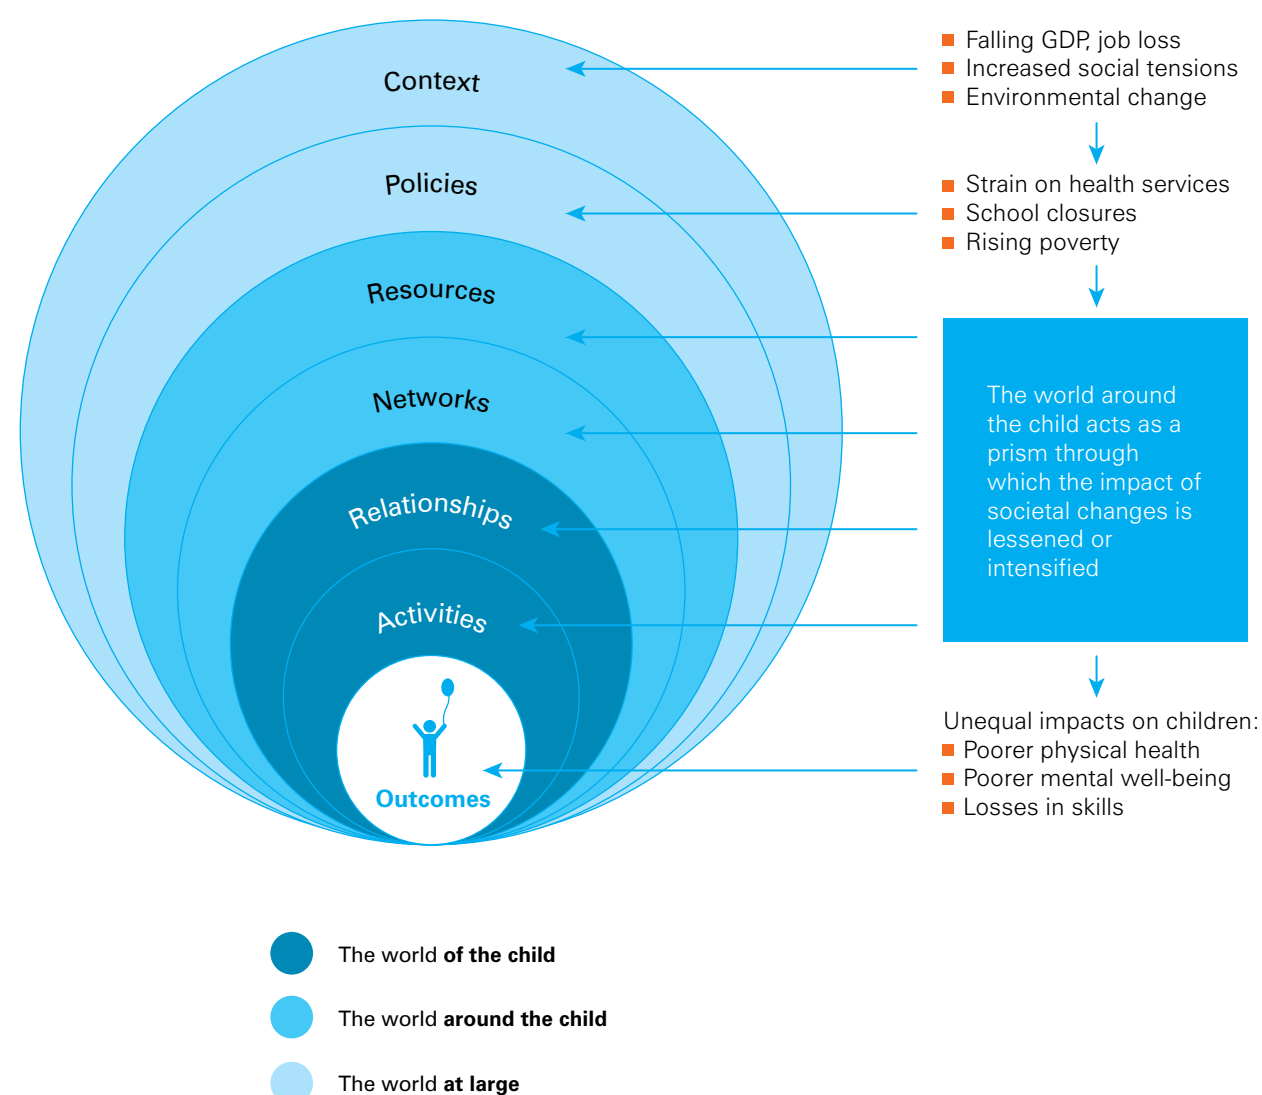 Context
Policies
Resources
Networks
Relationships
Activities
Outcomes
Falling GDP, job loss
Increased social tensions
Environmental change
Strain on health services
School closures
Rising poverty
The world around
the child acts as a
prism through
which the impact of
societal changes is
lessened or
intensified
Unequal impacts on children:
Poorer physical health
Poorer mental well-being
Losses in skills
The world of the child
The world around the child
The world at large